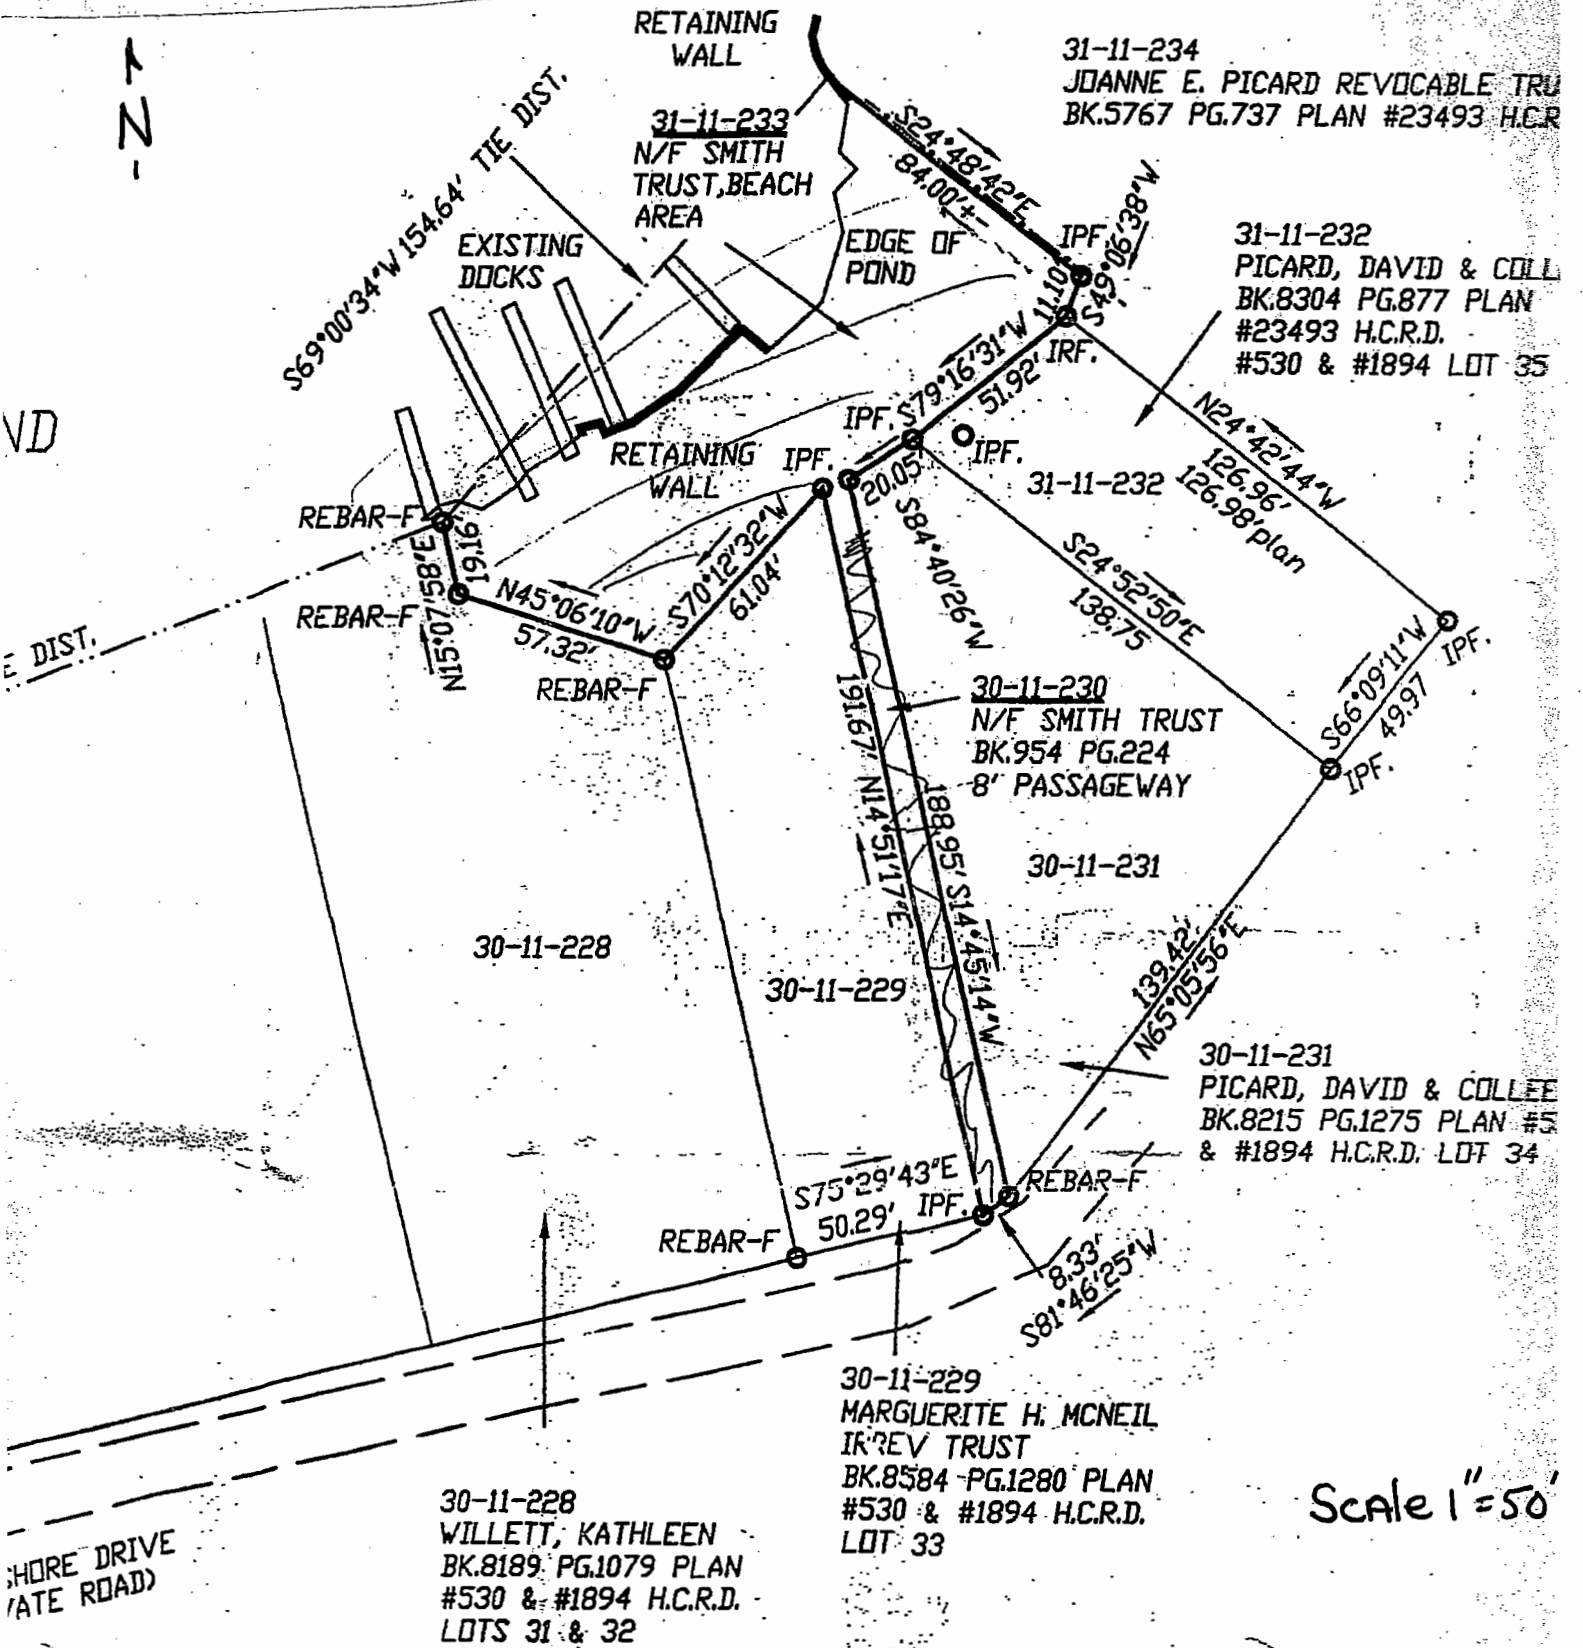 N
RETAINING
WALL
31-11-234
JOANNE E. PICARD REVOCABLE TRU
BK.5767 PG.737 PLAN #23493 H.C.R
31-11-233
N/F SMITH
TRUST,BEACH
AREA
S69°00'34"W 154.64' TIE DIST.
EXISTING
DOCKS
EDGE OF
POND
S24°48'42"E
84.00'+-
IPF.
S49°06'38"W
11.10'
IRF.
31-11-232
PICARD, DAVID & COLL
BK.8304 PG.877 PLAN
#23493 H.C.R.D.
#530 & #1894 LOT 35
ND
S79°16'31"W
51.92'
IPF.
IPF.
N24°42'44"W
126.96'
126.98'plan
RETAINING
WALL
IPF.
20.05
S84°40'26"W
31-11-232
REBAR-F
19.16
N15°07'58"E
REBAR-F
N45°06'10"W
57.32'
S70°12'32"W
61.04'
REBAR-F
S24°52'50"E
138.75
S66°09'11"W
49.97
IPF.
IPF.
E DIST.
30-11-230
N/F SMITH TRUST
BK.954 PG.224
8' PASSAGEWAY
191.67' N14°51'17"E
188.95' S14°45'14"W
30-11-231
30-11-228
30-11-229
139.42'
N65°05'56"E
30-11-231
PICARD, DAVID & COLLEE
BK.8215 PG.1275 PLAN #5
& #1894 H.C.R.D. LOT 34
S75°29'43"E
50.29'
IPF.
REBAR-F
REBAR-F
8.33'
S81°46'25"W
30-11-229
MARGUERITE H. MCNEIL
TRUST
BK.8584 PG.1280 PLAN
#530 & #1894 H.C.R.D.
LOT 33
Scale 1"=50'
30-11-228
WILLETT, KATHLEEN
BK.8189 PG.1079 PLAN
#530 & #1894 H.C.R.D.
LOTS 31 & 32
SHORE DRIVE
VATE ROAD)